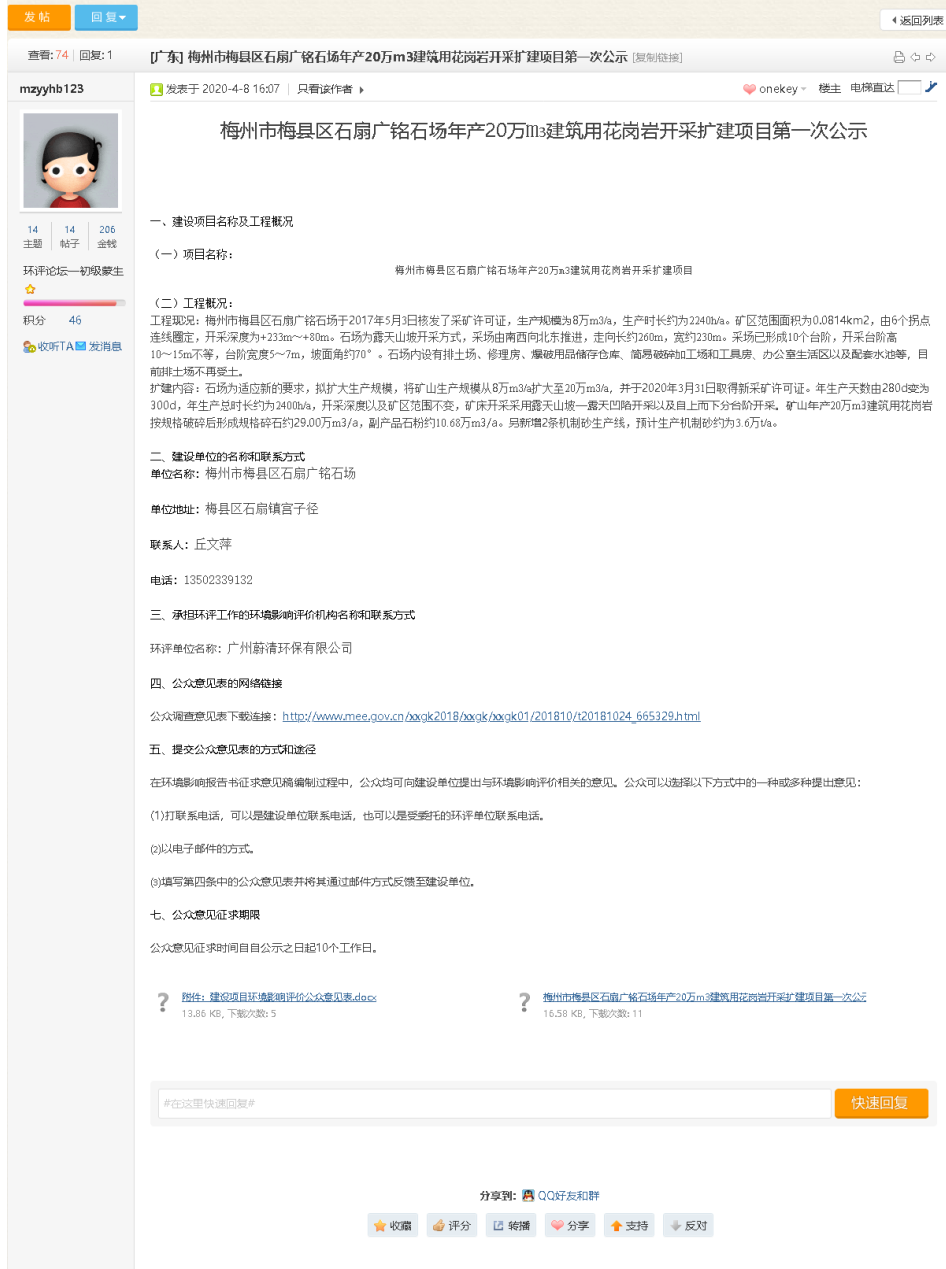 发帖
回复
返回列表
查看: 74 | 回复: 1
[广东] 梅州市梅县区石扇广铭石场年产20万m3建筑用花岗岩开采扩建项目第一次公示 [复制链接]
mzyyhb123
发表于 2020-4-8 16:07 | 只看该作者
onekey 楼主 电梯直达
梅州市梅县区石扇广铭石场年产20万m3建筑用花岗岩开采扩建项目第一次公示
14 14 206
主题 帖子 金钱
环评论坛—初级蒙生
积分 46
收听TA 发消息
一、建设项目名称及工程概况
（一）项目名称：
梅州市梅县区石扇广铭石场年产20万m3建筑用花岗岩开采扩建项目
（二）工程概况：
工程现况：梅州市梅县区石扇广铭石场于2017年5月3日核发了采矿许可证，生产规模为8万m3/a，生产时长约为2240h/a。矿区范围面积为0.0814km2，由6个拐点
连线圈定，开采深度为+233m～+80m。石场为露天山坡开采方式，采场由南西向北东推进，走向长约260m，宽约230m。采场已形成10个台阶，开采台阶高
10～15m不等，台阶宽度5～7m，坡面角约70°。石场内设有排土场、修理房、爆破用品储存仓库、简易破碎加工场和工具房、办公室生活区以及配套水池等，目
前排土场不再受土。
扩建内容：石场为适应新的要求，拟扩大生产规模，将矿山生产规模从8万m3/a扩大至20万m3/a，并于2020年3月31日取得新采矿许可证。年生产天数由280d变为
300d，年生产总时长约为2400h/a，开采深度以及矿区范围不变，矿床开采采用露天山坡—露天凹陷开采以及自上而下分台阶开采。矿山年产20万m3建筑用花岗岩
按规格破碎后形成规格碎石约29.00万m3/a，副产品石粉约10.68万m3/a。另新增2条机制砂生产线，预计生产机制砂约为3.6万t/a。
二、建设单位的名称和联系方式
单位名称：梅州市梅县区石扇广铭石场
单位地址：梅县区石扇镇宫子径
联系人：丘文萍
电话：13502339132
三、承担环评工作的环境影响评价机构名称和联系方式
环评单位名称：广州蔚清环保有限公司
四、公众意见表的网络链接
公众调查意见表下载连接：http://www.mee.gov.cn/xxgk2018/xxgk/xxgk01/201810/t20181024_665329.html
五、提交公众意见表的方式和途径
在环境影响报告书征求意见稿编制过程中，公众均可向建设单位提出与环境影响评价相关的意见。公众可以选择以下方式中的一种或多种提出意见：
(1)打联系电话，可以是建设单位联系电话，也可以是受委托的环评单位联系电话。
(2)以电子邮件的方式。
(3)填写第四条中的公众意见表并将其通过邮件方式反馈至建设单位。
七、公众意见征求期限
公众意见征求时间自自公示之日起10个工作日。
附件：建设项目环境影响评价公众意见表.docx
13.86 KB, 下载次数: 5
梅州市梅县区石扇广铭石场年产20万m3建筑用花岗岩开采扩建项目第一次公示
16.58 KB, 下载次数: 11
#在这里快速回复#
快速回复
分享到: QQ好友和群
收藏 评分 转播 分享 支持 反对